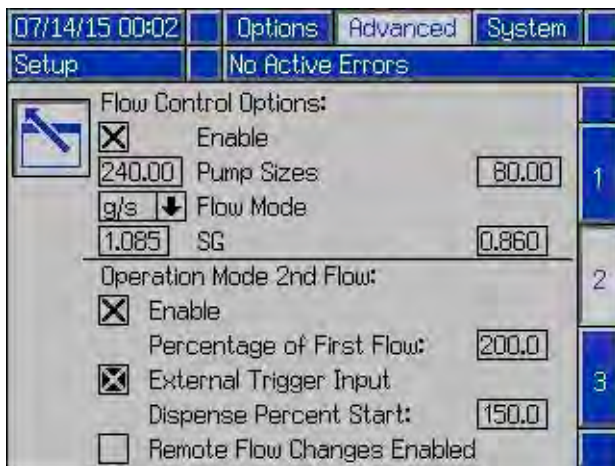 07/14/15 00:02 Options Advanced System
Setup No Active Errors
Flow Control Options:
Enable
240.00 Pump Sizes 80.00
g/s Flow Mode
1.085 SG 0.860
Operation Mode 2nd Flow:
Enable
Percentage of First Flow: 200.0
External Trigger Input
Dispense Percent Start: 150.0
Remote Flow Changes Enabled
1
2
3